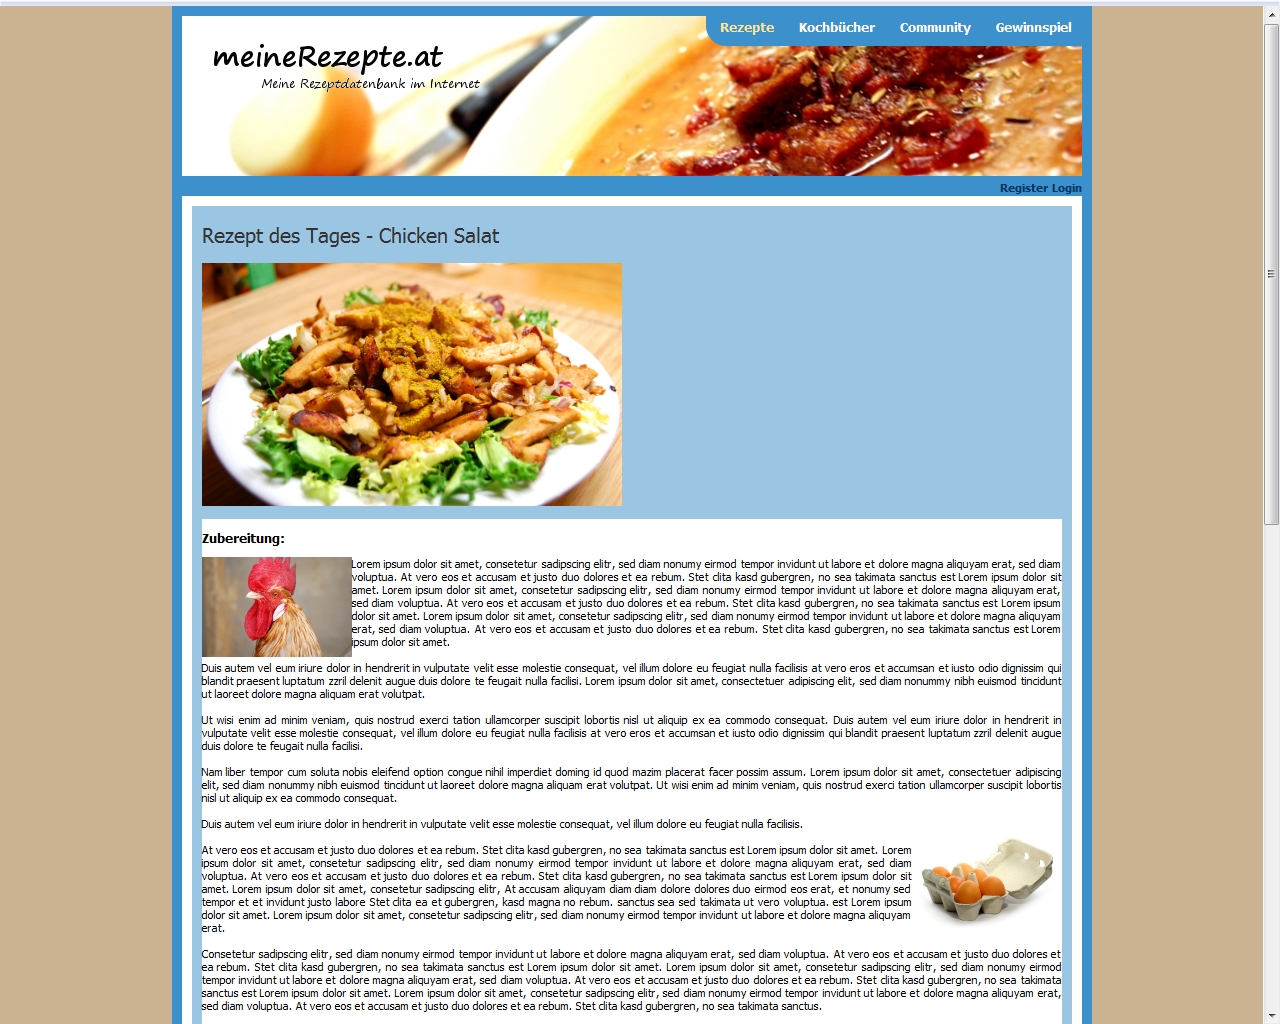 Rezepte Kochbücher Community Gewinnspiel
meineRezepte.at
Meine Rezeptdatenbank im Internet
Register Login
Rezept des Tages - Chicken Salat
Zubereitung:
Lorem ipsum dolor sit amet, consetetur sadipscing elitr, sed diam nonumy eirmod tempor invidunt ut labore et dolore magna aliquyam erat, sed diam
voluptua. At vero eos et accusam et justo duo dolores et ea rebum. Stet clita kasd gubergren, no sea takimata sanctus est Lorem ipsum dolor sit
amet. Lorem ipsum dolor sit amet, consetetur sadipscing elitr, sed diam nonumy eirmod tempor invidunt ut labore et dolore magna aliquyam erat,
sed diam voluptua. At vero eos et accusam et justo duo dolores et ea rebum. Stet clita kasd gubergren, no sea takimata sanctus est Lorem ipsum
dolor sit amet. Lorem ipsum dolor sit amet, consetetur sadipscing elitr, sed diam nonumy eirmod tempor invidunt ut labore et dolore magna aliquyam
erat, sed diam voluptua. At vero eos et accusam et justo duo dolores et ea rebum. Stet clita kasd gubergren, no sea takimata sanctus est Lorem
ipsum dolor sit amet.
Duis autem vel eum iriure dolor in hendrerit in vulputate velit esse molestie consequat, vel illum dolore eu feugiat nulla facilisis at vero eros et accumsan et iusto odio dignissim qui
blandit praesent luptatum zzril delenit augue duis dolore te feugait nulla facilisi. Lorem ipsum dolor sit amet, consectetuer adipiscing elit, sed diam nonummy nibh euismod tincidunt
ut laoreet dolore magna aliquam erat volutpat.
Ut wisi enim ad minim veniam, quis nostrud exerci tation ullamcorper suscipit lobortis nisl ut aliquip ex ea commodo consequat. Duis autem vel eum iriure dolor in hendrerit in
vulputate velit esse molestie consequat, vel illum dolore eu feugiat nulla facilisis at vero eros et accumsan et iusto odio dignissim qui blandit praesent luptatum zzril delenit augue
duis dolore te feugait nulla facilisi.
Nam liber tempor cum soluta nobis eleifend option congue nihil imperdiet doming id quod mazim placerat facer possim assum. Lorem ipsum dolor sit amet, consectetuer adipiscing
elit, sed diam nonummy nibh euismod tincidunt ut laoreet dolore magna aliquam erat volutpat. Ut wisi enim ad minim veniam, quis nostrud exerci tation ullamcorper suscipit lobortis
nisl ut aliquip ex ea commodo consequat.
Duis autem vel eum iriure dolor in hendrerit in vulputate velit esse molestie consequat, vel illum dolore eu feugiat nulla facilisis.
At vero eos et accusam et justo duo dolores et ea rebum. Stet clita kasd gubergren, no sea takimata sanctus est Lorem ipsum dolor sit amet. Lorem
ipsum dolor sit amet, consetetur sadipscing elitr, sed diam nonumy eirmod tempor invidunt ut labore et dolore magna aliquyam erat, sed diam
voluptua. At vero eos et accusam et justo duo dolores et ea rebum. Stet clita kasd gubergren, no sea takimata sanctus est Lorem ipsum dolor sit
amet. Lorem ipsum dolor sit amet, consetetur sadipscing elitr, At accusam aliquyam diam diam dolore dolores duo eirmod eos erat, et nonumy sed
tempor et et invidunt justo labore Stet clita ea et gubergren, kasd magna no rebum. sanctus sea sed takimata ut vero voluptua. est Lorem ipsum
dolor sit amet. Lorem ipsum dolor sit amet, consetetur sadipscing elitr, sed diam nonumy eirmod tempor invidunt ut labore et dolore magna aliquyam
erat.
Consetetur sadipscing elitr, sed diam nonumy eirmod tempor invidunt ut labore et dolore magna aliquyam erat, sed diam voluptua. At vero eos et accusam et justo duo dolores et
ea rebum. Stet clita kasd gubergren, no sea takimata sanctus est Lorem ipsum dolor sit amet. Lorem ipsum dolor sit amet, consetetur sadipscing elitr, sed diam nonumy eirmod
tempor invidunt ut labore et dolore magna aliquyam erat, sed diam voluptua. At vero eos et accusam et justo duo dolores et ea rebum. Stet clita kasd gubergren, no sea takimata
sanctus est Lorem ipsum dolor sit amet. Lorem ipsum dolor sit amet, consetetur sadipscing elitr, sed diam nonumy eirmod tempor invidunt ut labore et dolore magna aliquyam erat,
sed diam voluptua. At vero eos et accusam et justo duo dolores et ea rebum. Stet clita kasd gubergren, no sea takimata sanctus.